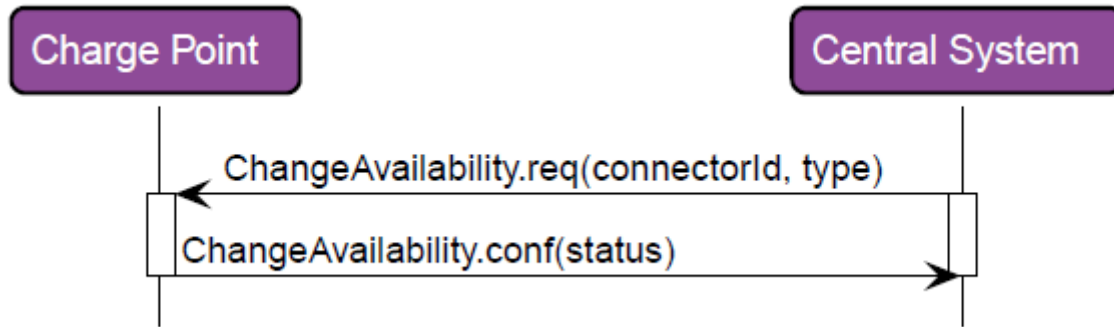 Charge Point
Central System
ChangeAvailability.req(connectorId, type)
ChangeAvailability.conf(status)